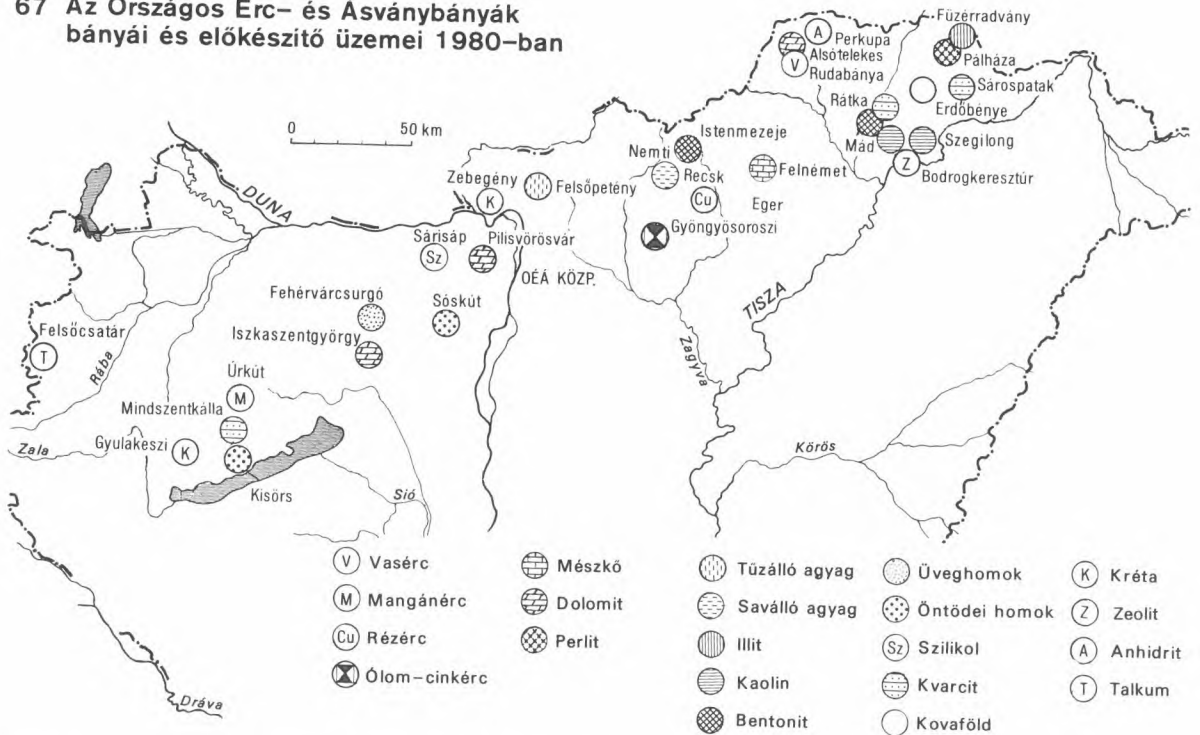 67 Az Országos Érc– és Ásványbányák
bányái és előkészítő üzemei 1980–ban
0 50 km
Füzérradvány
A Perkupa
Alsótelekes
V Rudabánya
Pálháza
Sárospatak
Rátka
Erdőbénye
Mád
Szegilong
Z
Bodrogkeresztúr
Istenmezeje
Nemti
Recsk
Cu
Felnémet
Eger
Gyöngyösoroszi
Zebegény
K
Felsőpetény
Sárisáp
Sz
Pilisvörösvár
OÉÁ KÖZP.
DUNA
TISZA
Fehérvárcsurgó
Sóskút
Iszkaszentgyörgy
Felsőcsatár
T
Rába
Zagyva
Úrkút
M
Mindszentkálla
Gyulakeszi K
Zala
Kisörs
Sió
Körös
Dráva
V Vasérc
M Mangánérc
Cu Rézérc
Ólom–cinkérc
Mészkő
Dolomit
Perlit
Tűzálló agyag
Saválló agyag
Illit
Kaolin
Bentonit
Üveghomok
Öntödei homok
Sz Szilikol
Kvarcit
Kovaföld
K Kréta
Z Zeolit
A Anhidrit
T Talkum